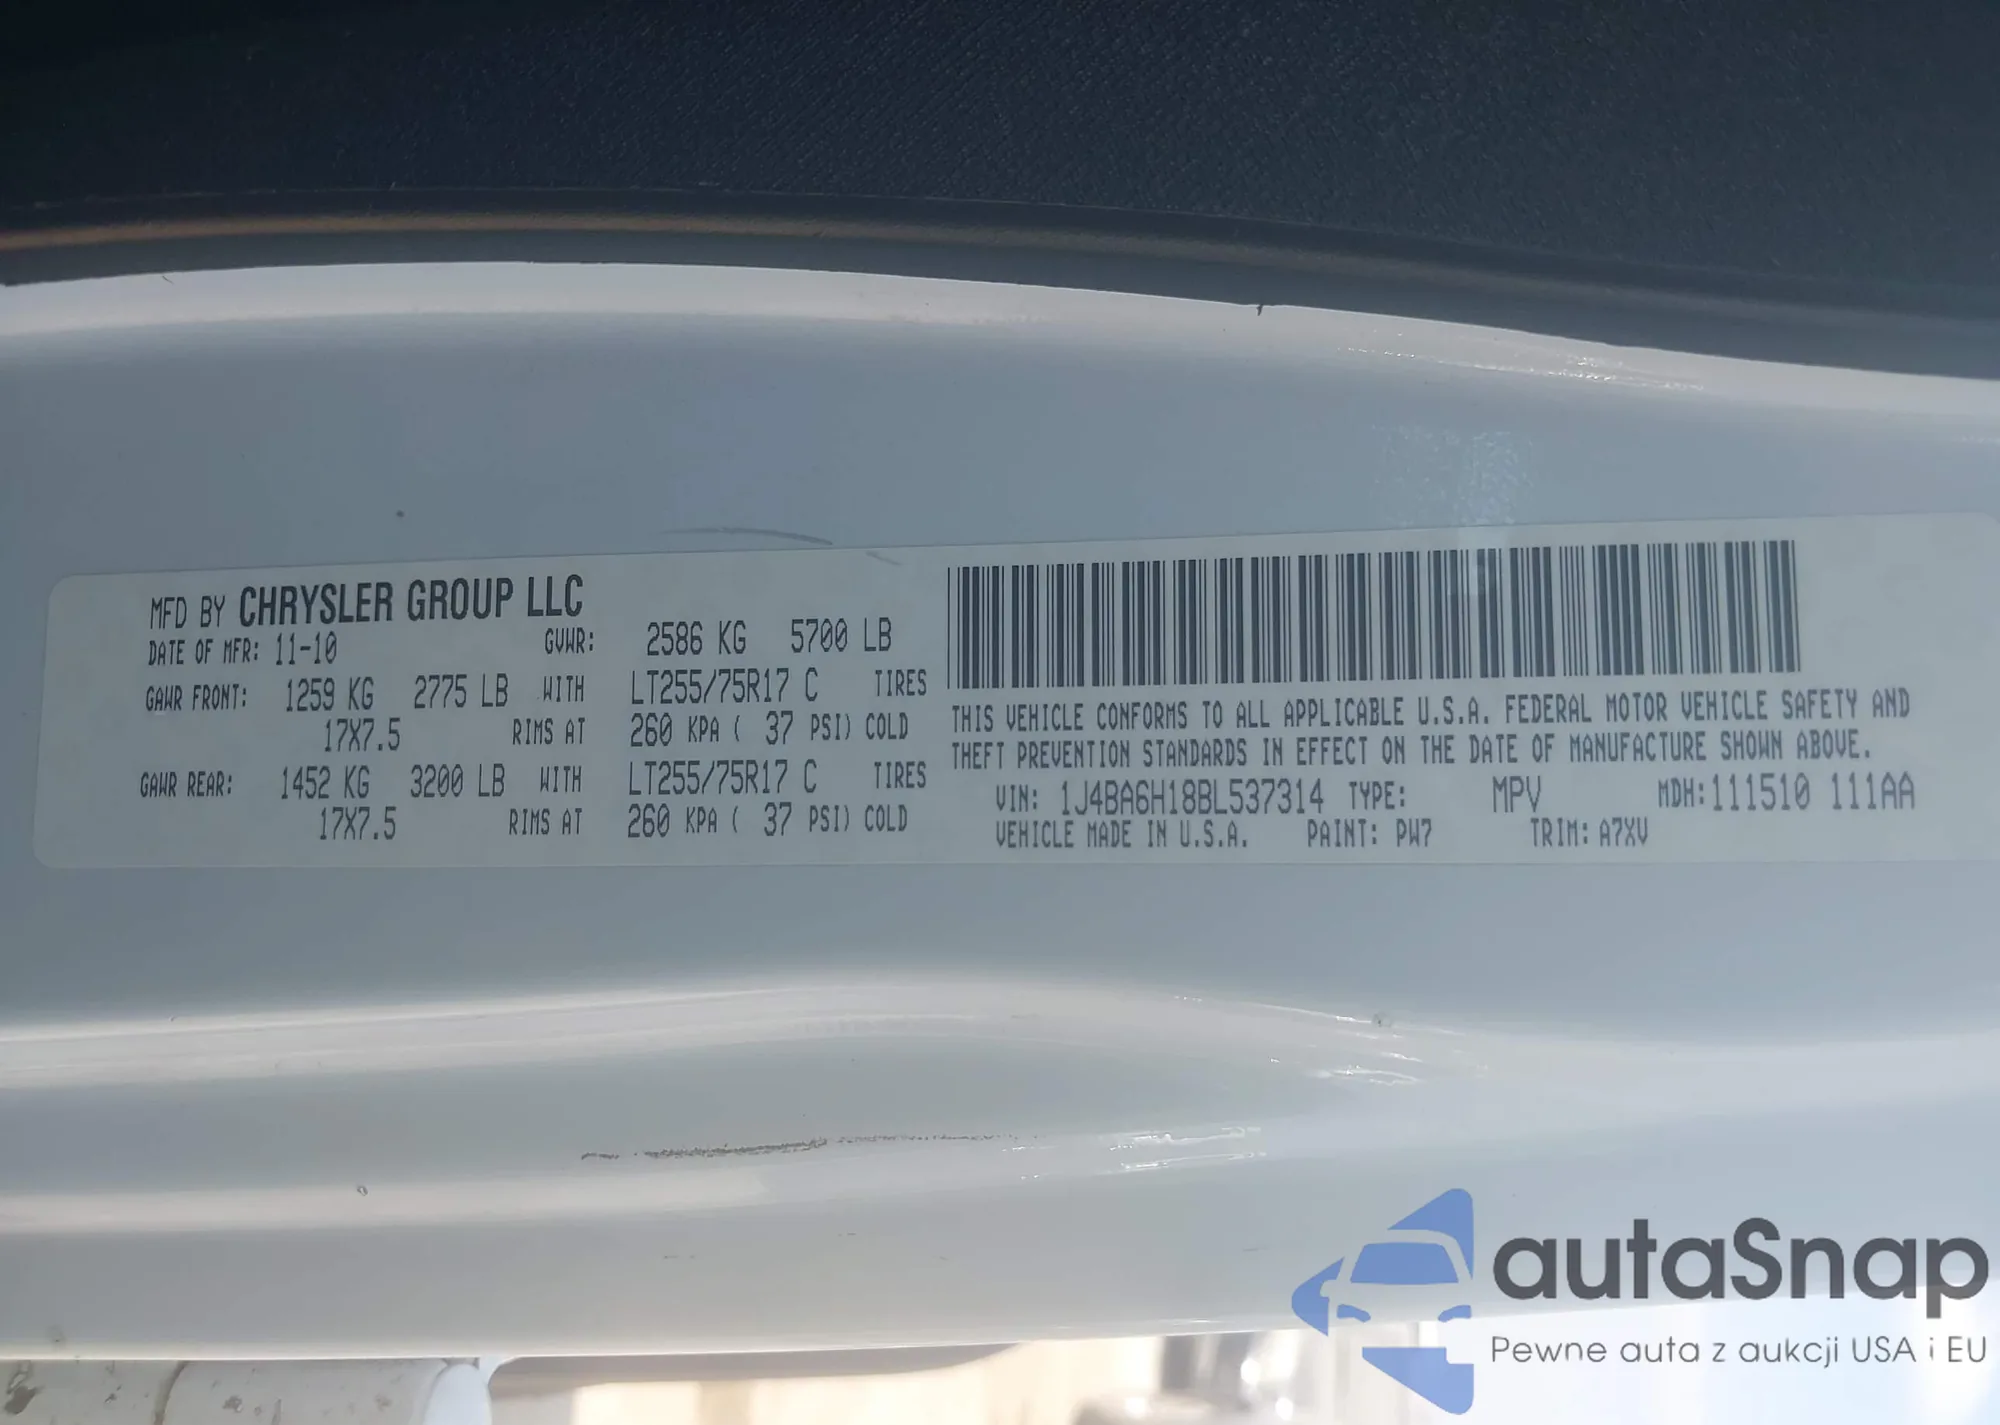 MFD BY CHRYSLER GROUP LLC
DATE OF MFR: 11-10 GVWR: 2586 KG 5700 LB
GAWR FRONT: 1259 KG 2775 LB WITH LT255/75R17 C TIRES
17X7.5 RIMS AT 260 KPA ( 37 PSI) COLD
GAWR REAR: 1452 KG 3200 LB WITH LT255/75R17 C TIRES
17X7.5 RIMS AT 260 KPA ( 37 PSI) COLD
THIS VEHICLE CONFORMS TO ALL APPLICABLE U.S.A. FEDERAL MOTOR VEHICLE SAFETY AND
THEFT PREVENTION STANDARDS IN EFFECT ON THE DATE OF MANUFACTURE SHOWN ABOVE.
VIN: 1J4BA6H18BL537314 TYPE: MPV MDH:111510 111AA
VEHICLE MADE IN U.S.A. PAINT: PW7 TRIM: A7XV
autaSnap
Pewne auta z aukcji USA i EU